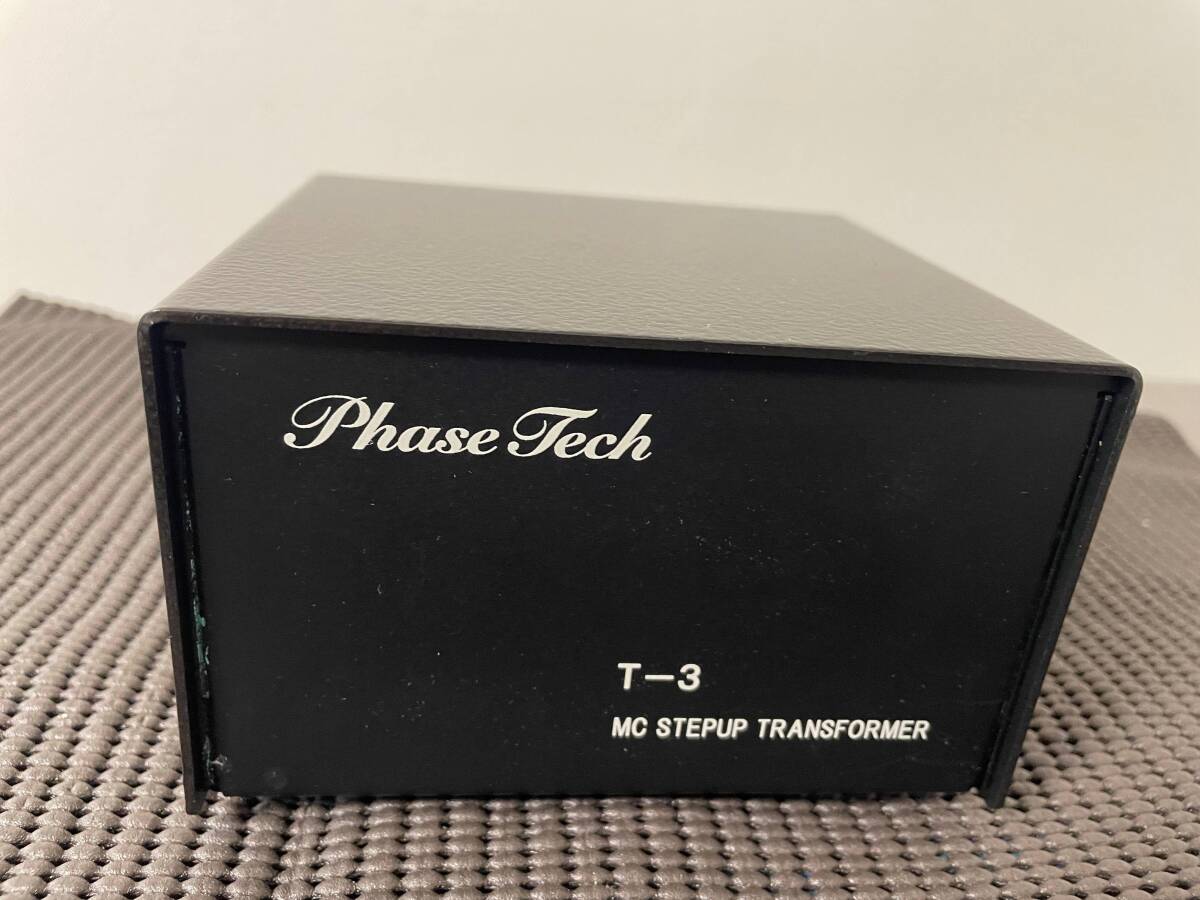 Phase Tech
T-3
MC STEPUP TRANSFORMER